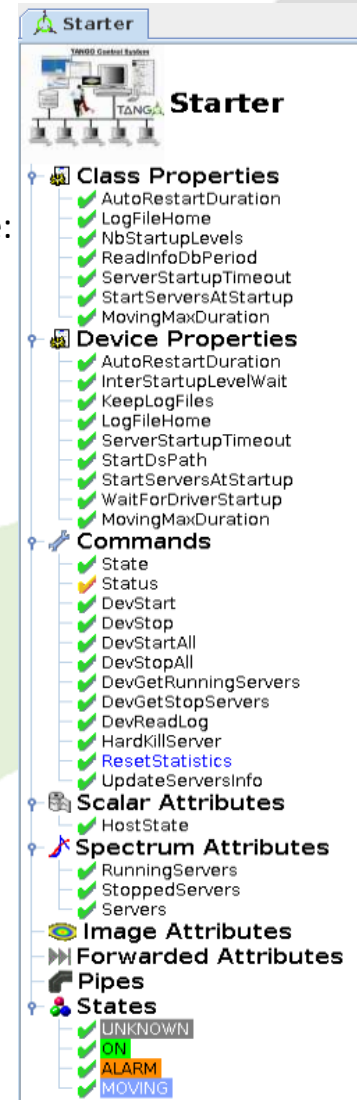 Starter
TANGO Control System
TANGO
Starter
:
Class Properties
AutoRestartDuration
LogFileHome
NbStartupLevels
ReadInfoDbPeriod
ServerStartupTimeout
StartServersAtStartup
MovingMaxDuration
Device Properties
AutoRestartDuration
InterStartupLevelWait
KeepLogFiles
LogFileHome
ServerStartupTimeout
StartDsPath
StartServersAtStartup
WaitForDriverStartup
MovingMaxDuration
Commands
State
Status
DevStart
DevStop
DevStartAll
DevStopAll
DevGetRunningServers
DevGetStopServers
DevReadLog
HardKillServer
ResetStatistics
UpdateServersInfo
Scalar Attributes
HostState
Spectrum Attributes
RunningServers
StoppedServers
Servers
Image Attributes
Forwarded Attributes
Pipes
States
UNKNOWN
ON
ALARM
MOVING